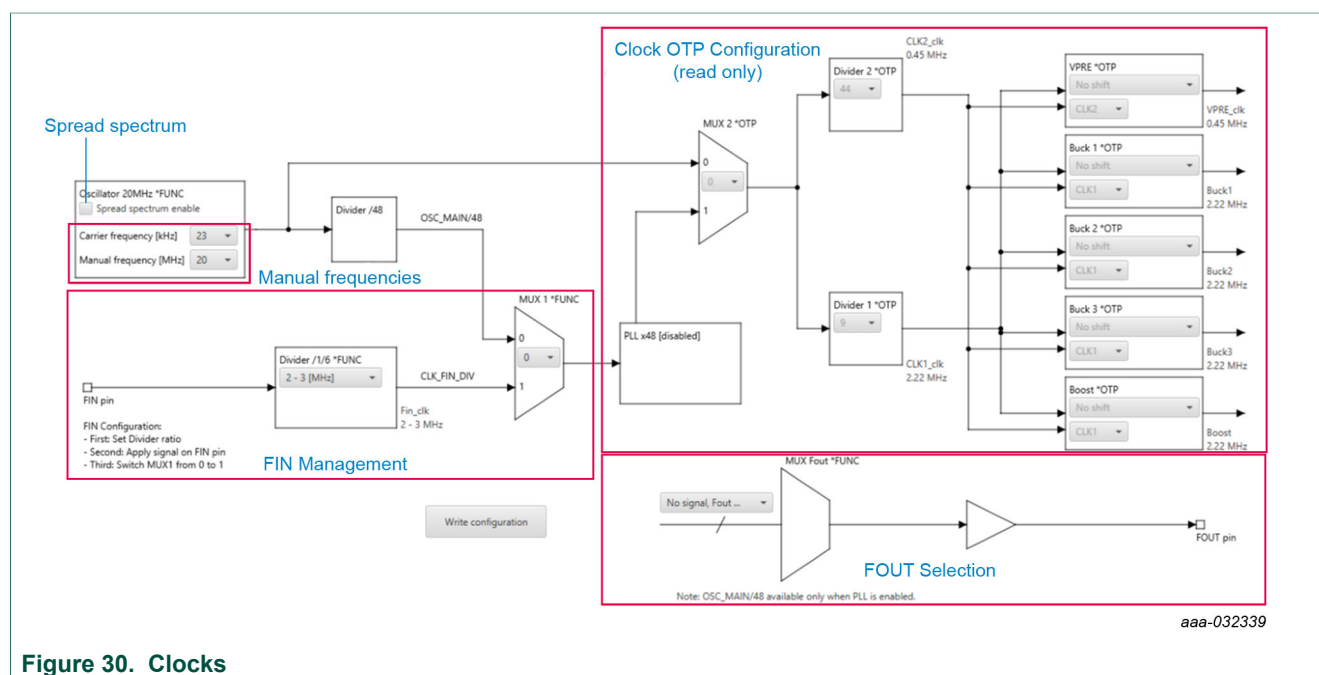 Clock OTP Configuration
(read only)
CLK2_clk
0.45 MHz
Divider 2 *OTP
44
VPRE *OTP
No shift
CLK2
VPRE_clk
0.45 MHz
Spread spectrum
MUX 2 *OTP
0
0
1
Buck 1 *OTP
No shift
CLK1
Buck1
2.22 MHz
Oscillator 20MHz *FUNC
Spread spectrum enable
Carrier frequency [kHz] 23
Manual frequency [MHz] 20
Divider /48
OSC_MAIN/48
Manual frequencies
Buck 2 *OTP
No shift
CLK1
Buck2
2.22 MHz
MUX 1 *FUNC
0
0
1
Divider 1 *OTP
9
CLK1_clk
2.22 MHz
Buck 3 *OTP
No shift
CLK1
Buck3
2.22 MHz
PLL x48 [disabled]
Divider /1/6 *FUNC
2 - 3 [MHz]
CLK_FIN_DIV
Fin_clk
2 - 3 MHz
FIN pin
Boost *OTP
No shift
CLK1
Boost
2.22 MHz
FIN Configuration:
- First: Set Divider ratio
- Second: Apply signal on FIN pin
- Third: Switch MUX1 from 0 to 1
FIN Management
MUX Fout *FUNC
No signal, Fout ...
Write configuration
FOUT pin
FOUT Selection
Note: OSC_MAIN/48 available only when PLL is enabled.
aaa-032339
Figure 30. Clocks